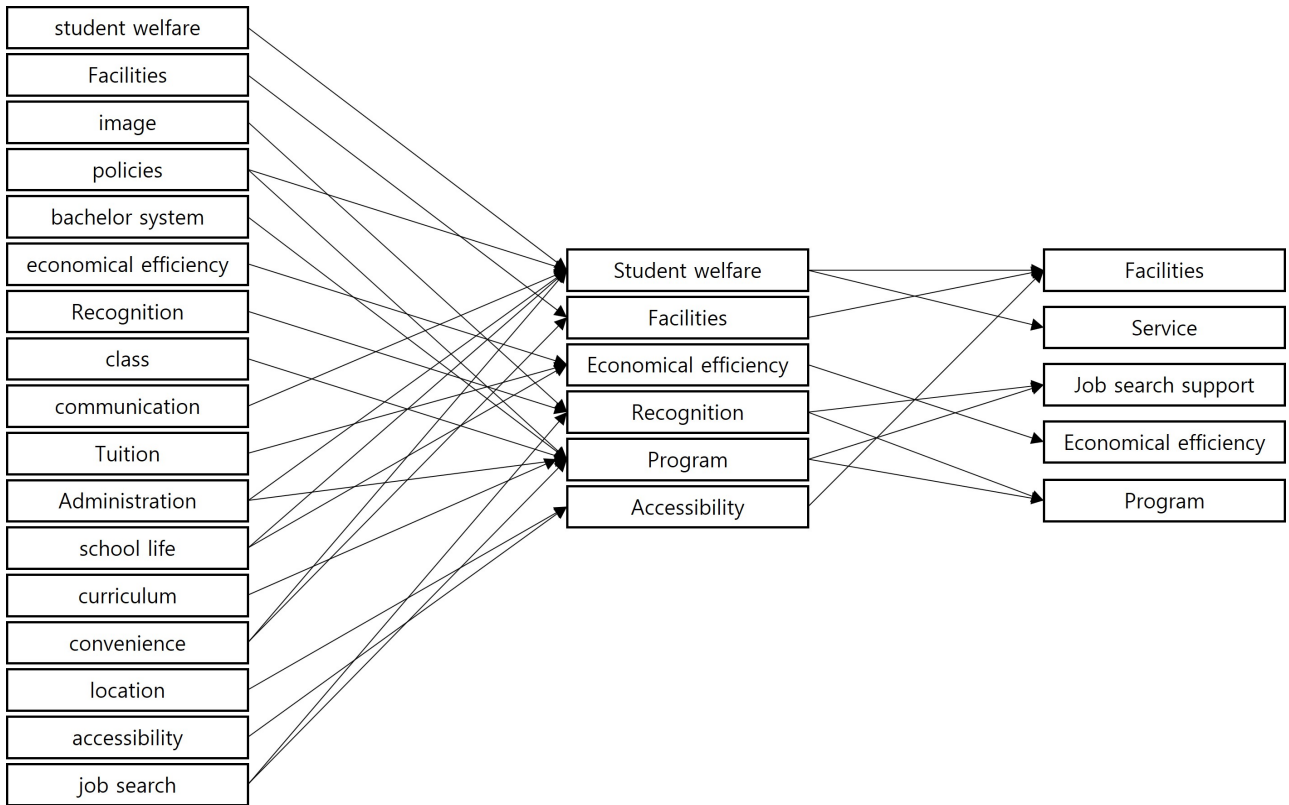 student welfare
Facilities
image
policies
bachelor system
economical efficiency
Recognition
class
communication
Tuition
Administration
school life
curriculum
convenience
location
accessibility
job search
Student welfare
Facilities
Economical efficiency
Recognition
Program
Accessibility
Facilities
Service
Job search support
Economical efficiency
Program